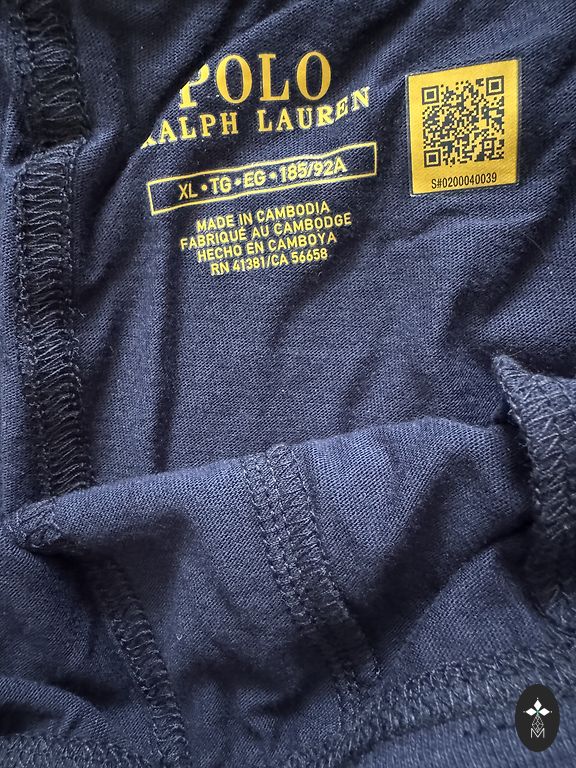 POLO
RALPH LAUREN
XL • TG • EG • 185/92A
MADE IN CAMBODIA
FABRIQUÉ AU CAMBODGE
HECHO EN CAMBOYA
RN 41381/CA 56658
S#0200040039
M